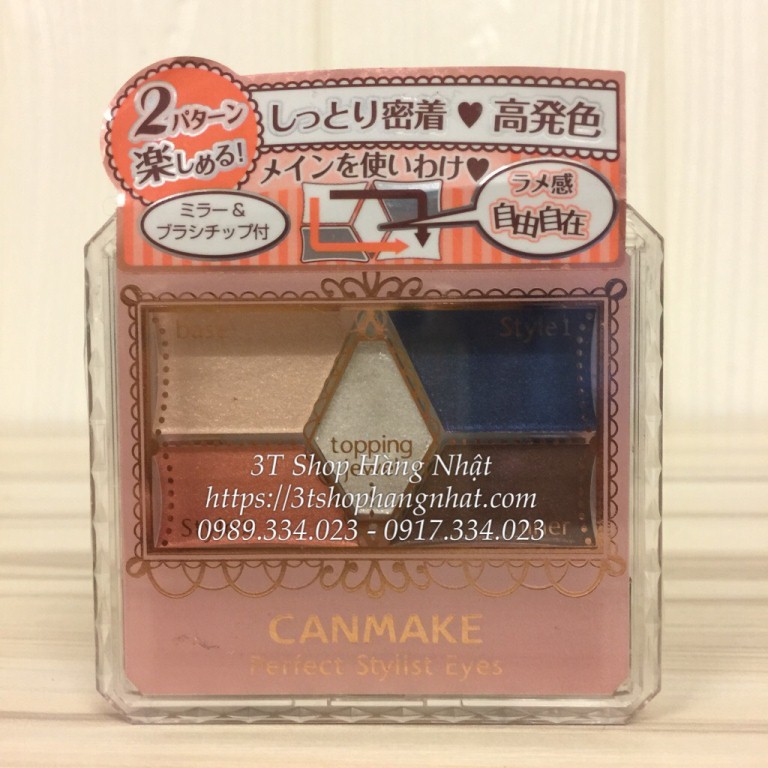 2パターン
楽しめる!
しっとり密着♥高発色
メインを使いわけ♥
ミラー&
ブラシチップ付
ラメ感
自由自在
base
Style1
topping
3T Shop Hàng Nhật
https://3tshophangnhat.com
0989.334.023 - 0917.334.023
CANMAKE
Perfect Stylist Eyes